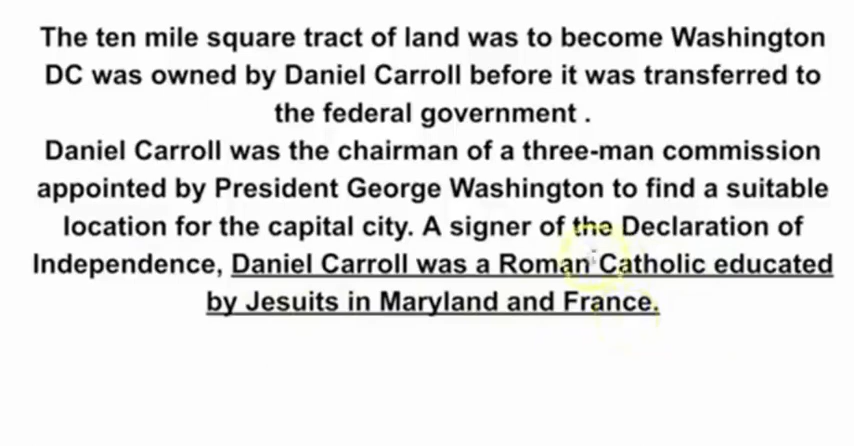 The ten mile square tract of land was to become Washington
DC was owned by Daniel Carroll before it was transferred to
the federal government .
Daniel Carroll was the chairman of a three-man commission
appointed by President George Washington to find a suitable
location for the capital city. A signer of the Declaration of
Independence, Daniel Carroll was a Roman Catholic educated
by Jesuits in Maryland and France.